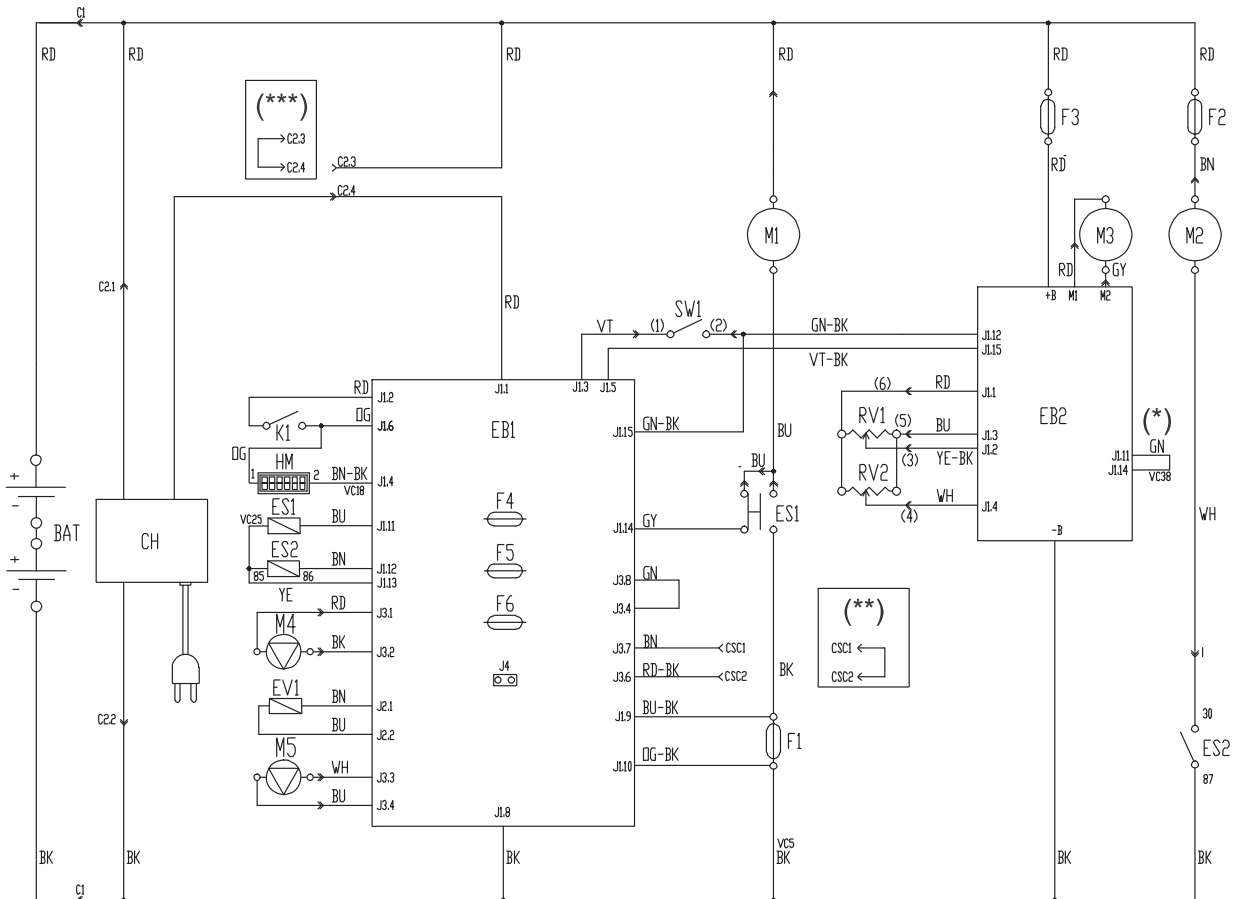 C1
RD RD RD RD RD RD
(***)
C2.3
C2.4
C2.3
C2.4
F3 F2
RD BN
M1 M3 M2
RD GY
C2.1
+B M1 M2
RD
SW1
VT (1) (2) GN-BK
J1.12
VT-BK J1.15
J1.1 J1.3 J1.5
RD J1.2
OG J1.6
K1
EB1
GN-BK
J1.15
(6) RD J1.1
RV1 (5) BU J1.3
(3) YE-BK J1.2
RV2
(4) WH J1.4
EB2
(*)
GN
J1.11
J1.14
VC38
BU
OG
HM
1 2 BN-BK
VC18 J1.4
BU
ES1
VC25 BU J1.11
F4
GY
J1.14
ES1
-B
WH
+
-
BAT
+
-
CH
ES2
85 86 BN J1.12
J1.13
YE
F5
GN
J3.8
J3.4
RD J3.1
M4
BK J3.2
F6
(**)
CSC1
CSC2
J3.7 BN CSC1
J3.6 RD-BK CSC2
J4
BK
1
EV1
BN J2.1
BU J2.2
C2.2
J1.9 BU-BK
F1
J1.10 OG-BK
30
ES2
87
M5
WH J3.3
BU J3.4
J1.8
VC5
BK BK BK BK BK BK
C1